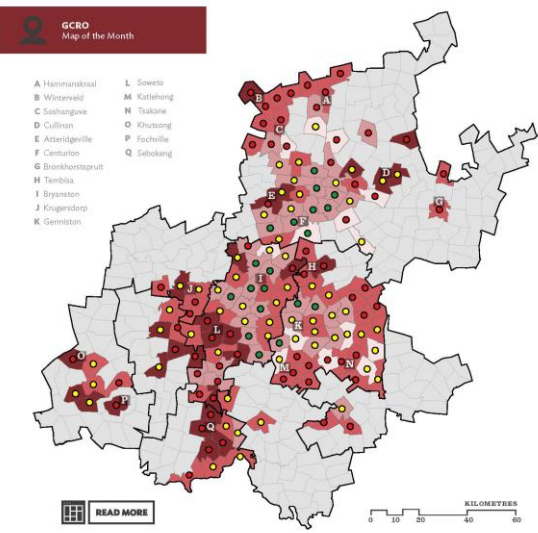 GCRO
Map of the Month
A Hammanskraal
B Winterveld
C Soshanguve
D Cullinan
E Atteridgeville
F Centurion
G Bronkhorstspruit
H Tembisa
I Bryanston
J Krugersdorp
K Germiston
L Soweto
M Katlehong
N Tsakane
O Khutsong
P Fochville
Q Sebokeng
B
A
C
D
E
G
F
H
I
J
K
L
O
M
N
P
Q
READ MORE
KILOMETRES
0 10 20 40 60